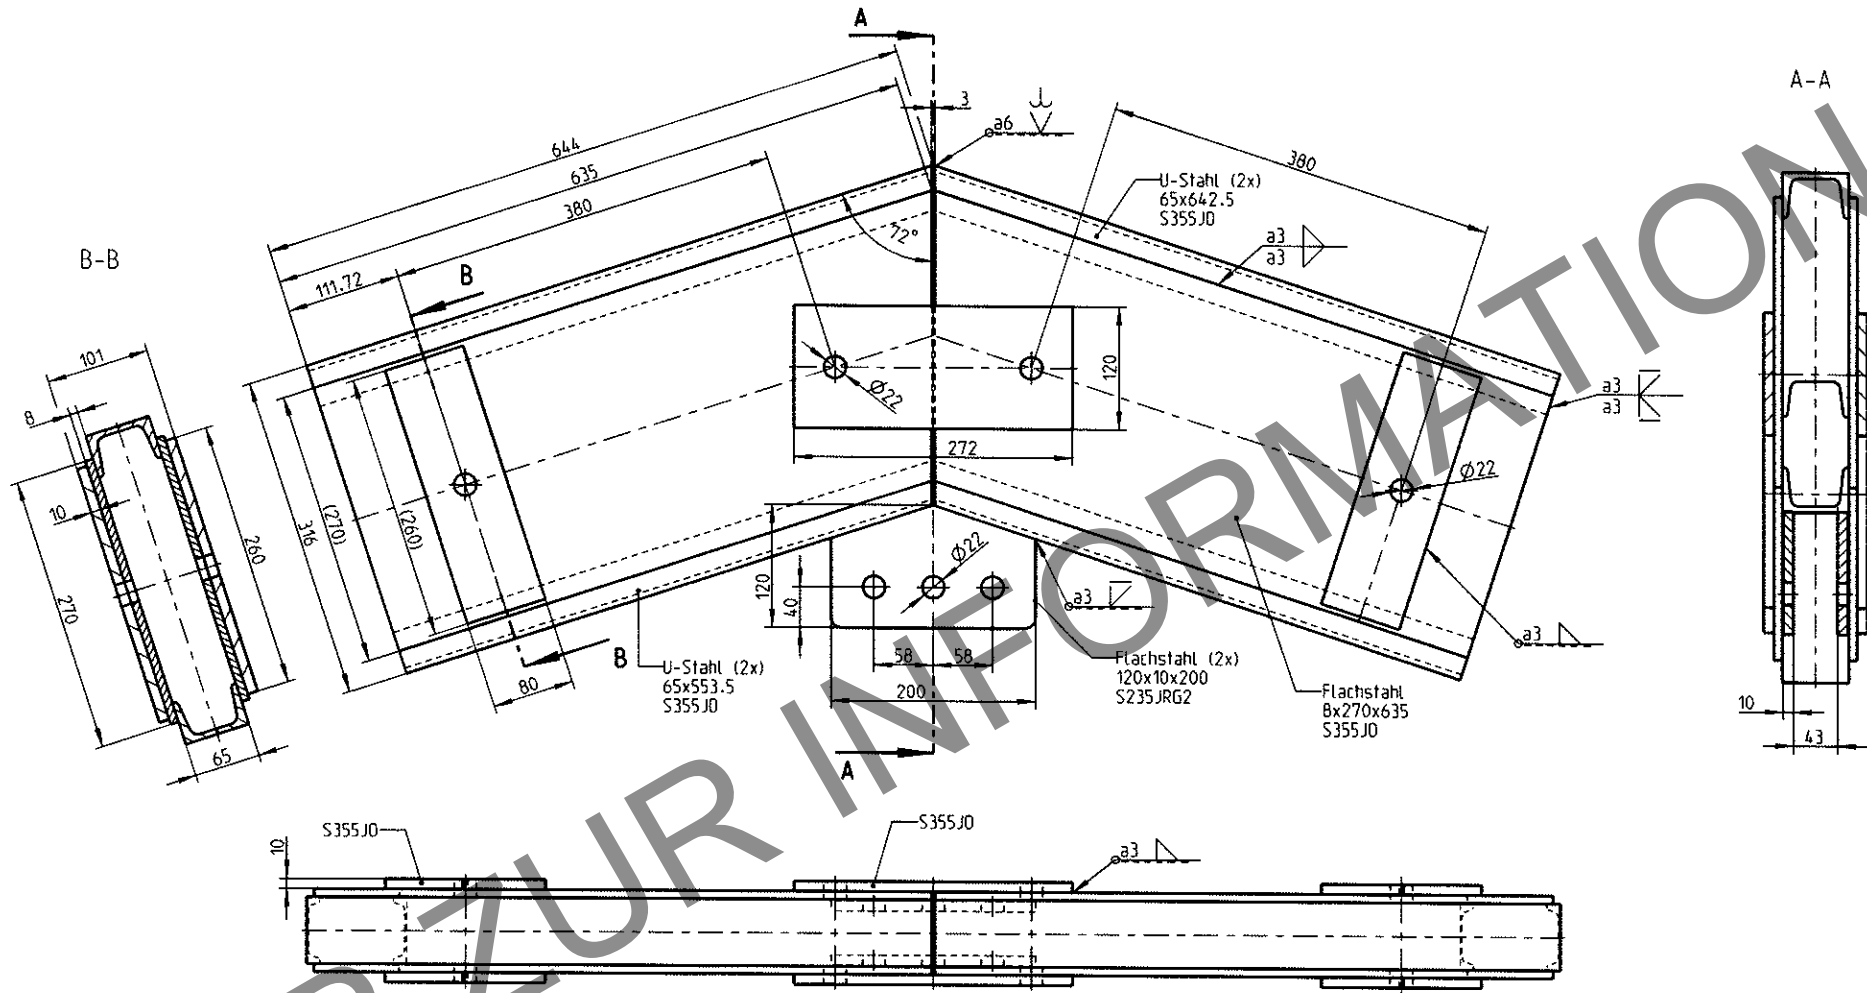 A
A-A
3
a6
644
635
380
380
U-Stahl (2x)
65x642.5
S355J0
a3
a3
72°
B-B
111.72
B
101
8
120
Ø22
272
a3
a3
Ø22
10
316
(270)
(260)
260
270
120
40
Ø22
a3
a3
58
58
B
U-Stahl (2x)
65x553.5
S355J0
80
200
Flachstahl (2x)
120x10x200
S235JRG2
Flachstahl
8x270x635
S355J0
65
10
43
A
S355J0
S355J0
a3
10
ZUR INFORMATION